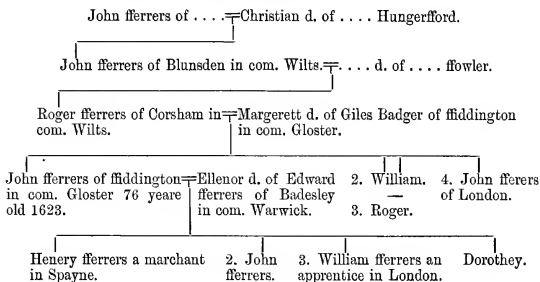 John fferrers of . . . . Christian d. of . . . . Hungerfford.
John fferrers of Blunsden in com. Wilts. . . . . d. of . . . . ffowler.
Roger fferrers of Corsham in Margerett d. of Giles Badger of ffiddington
com. Wilts. in com. Gloster.
John fferrers of ffiddington Ellenor d. of Edward 2. William. 4. John fferers
in com. Gloster 76 yeare fferrers of Badesley — of London.
old 1623. in com. Warwick. 3. Roger.
Henery fferrers a marchant 2. John 3. William fferrers an Dorothey.
in Spayne. fferrers. apprentice in London.